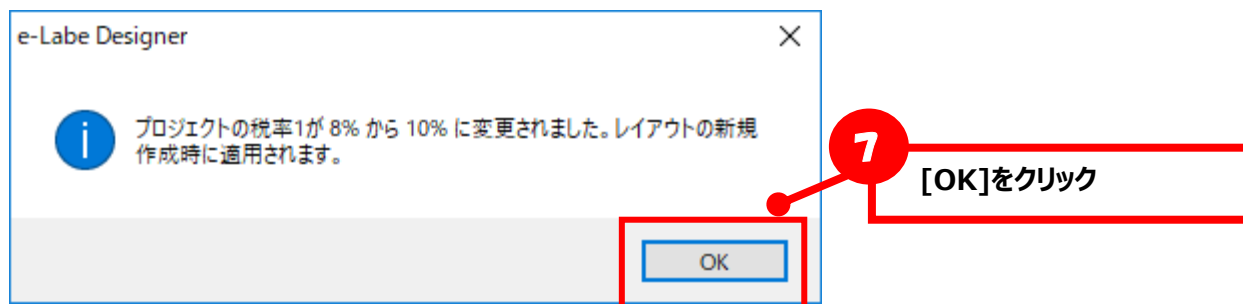 e-Labe Designer
プロジェクトの税率1が 8% から 10% に変更されました。レイアウトの新規
作成時に適用されます。
7
[OK]をクリック
OK